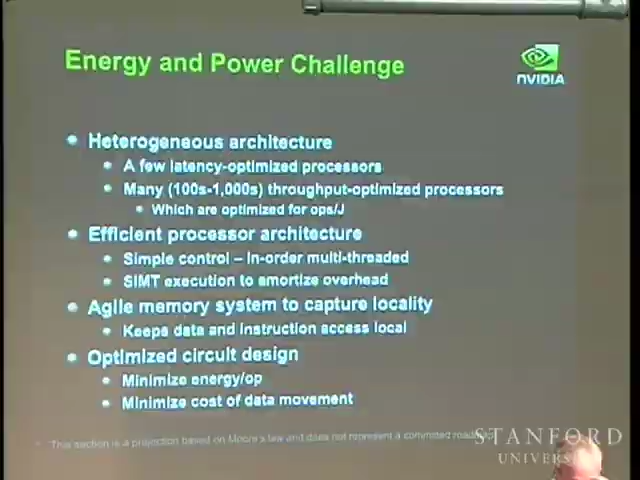 Energy and Power Challenge
NVIDIA
Heterogeneous architecture
A few latency-optimized processors
Many (100s-1,000s) throughput-optimized processors
Which are optimized for ops/J
Efficient processor architecture
Simple control – in-order multi-threaded
SIMT execution to amortize overhead
Agile memory system to capture locality
Keeps data and instruction access local
Optimized circuit design
Minimize energy/op
Minimize cost of data movement
This section is a projection based on Moore's law and does not represent a committed
STANFORD
UNIVERS